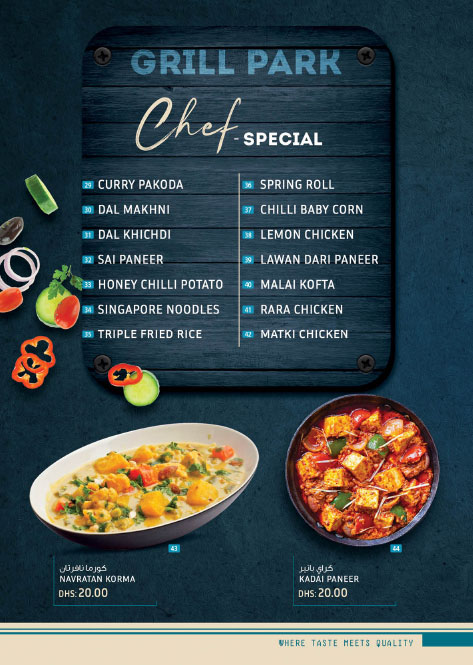 GRILL PARK
Chef - SPECIAL
29 CURRY PAKODA
30 DAL MAKHNI
31 DAL KHICHDI
32 SAI PANEER
33 HONEY CHILLI POTATO
34 SINGAPORE NOODLES
35 TRIPLE FRIED RICE
36 SPRING ROLL
37 CHILLI BABY CORN
38 LEMON CHICKEN
39 LAWAN DARI PANEER
40 MALAI KOFTA
41 RARA CHICKEN
42 MATKI CHICKEN
43
كورما نافرتان
NAVRATAN KORMA
DHS: 20.00
44
كراي بانير
KADAI PANEER
DHS: 20.00
WHERE TASTE MEETS QUALITY